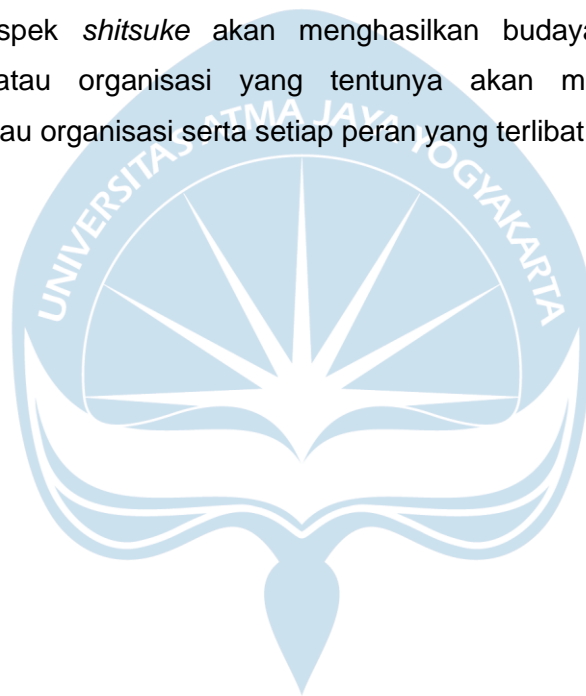 spek shitsuke akan menghasilkan budaya
atau organisasi yang tentunya akan m
au organisasi serta setiap peran yang terlibat
UNIVERSITAS ATMA JAYA YOGYAKARTA